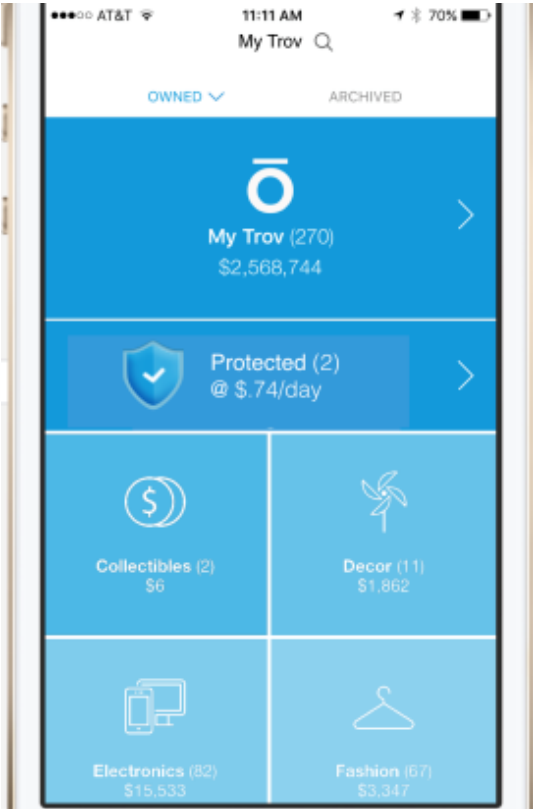 AT&T 11:11 AM 70%
My Trov
OWNED ARCHIVED
My Trov (270)
$2,568,744
Protected (2)
@ $.74/day
Collectibles (2)
$6
Decor (11)
$1,862
Electronics (82)
$15,533
Fashion (67)
$3,347